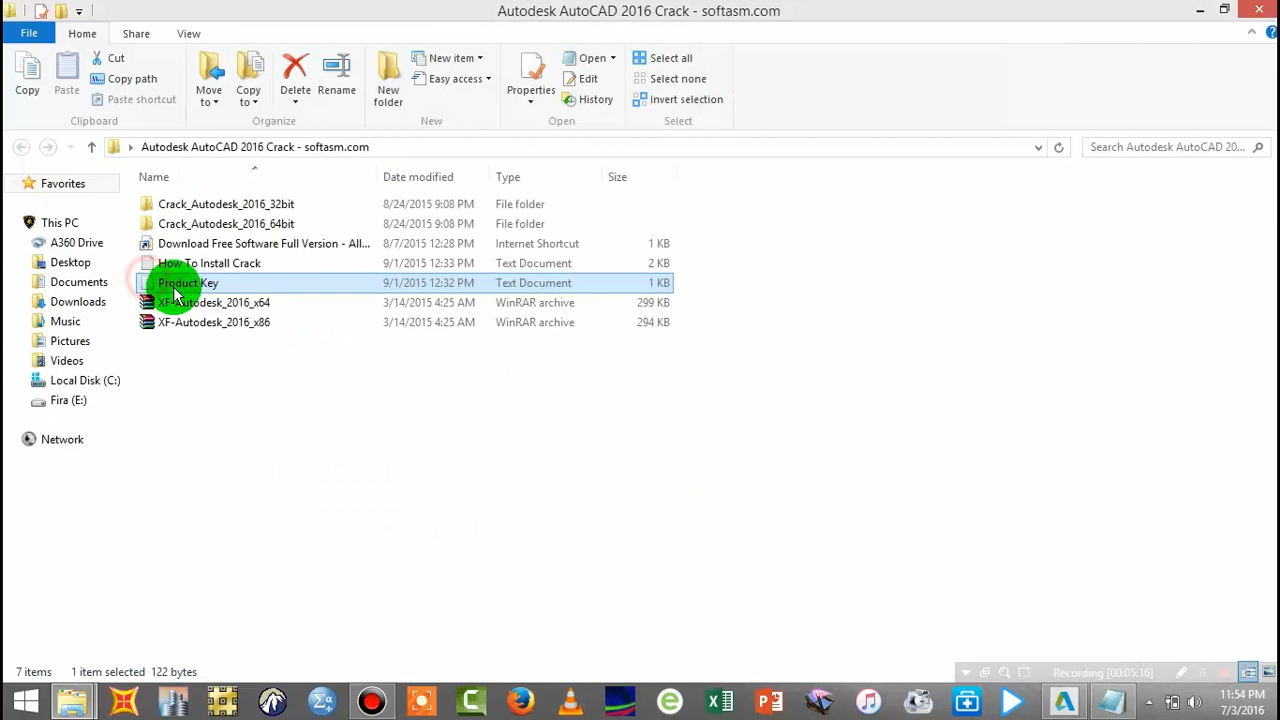 Autodesk AutoCAD 2016 Crack - softasm.com
File Home Share View
Copy
Paste
Cut
Copy path
Paste shortcut
Clipboard
Move to
Copy to
Delete
Rename
Organize
New folder
New item
Easy access
New
Properties
Open
Edit
History
Open
Select all
Select none
Invert selection
Select
Autodesk AutoCAD 2016 Crack - softasm.com
Search Autodesk AutoCAD 20...
Name Date modified Type Size
Crack_Autodesk_2016_32bit 8/24/2015 9:08 PM File folder
Crack_Autodesk_2016_64bit 8/24/2015 9:08 PM File folder
Download Free Software Full Version - All... 8/7/2015 12:28 PM Internet Shortcut 1 KB
How To Install Crack 9/1/2015 12:33 PM Text Document 2 KB
Product Key 9/1/2015 12:32 PM Text Document 1 KB
XF-Autodesk_2016_x64 3/14/2015 4:25 AM WinRAR archive 299 KB
XF-Autodesk_2016_x86 3/14/2015 4:25 AM WinRAR archive 294 KB
Favorites
This PC
A360 Drive
Desktop
Documents
Downloads
Music
Pictures
Videos
Local Disk (C:)
Fira (E:)
Network
7 items 1 item selected 122 bytes
Recording [00:05:16]
11:54 PM
7/3/2016